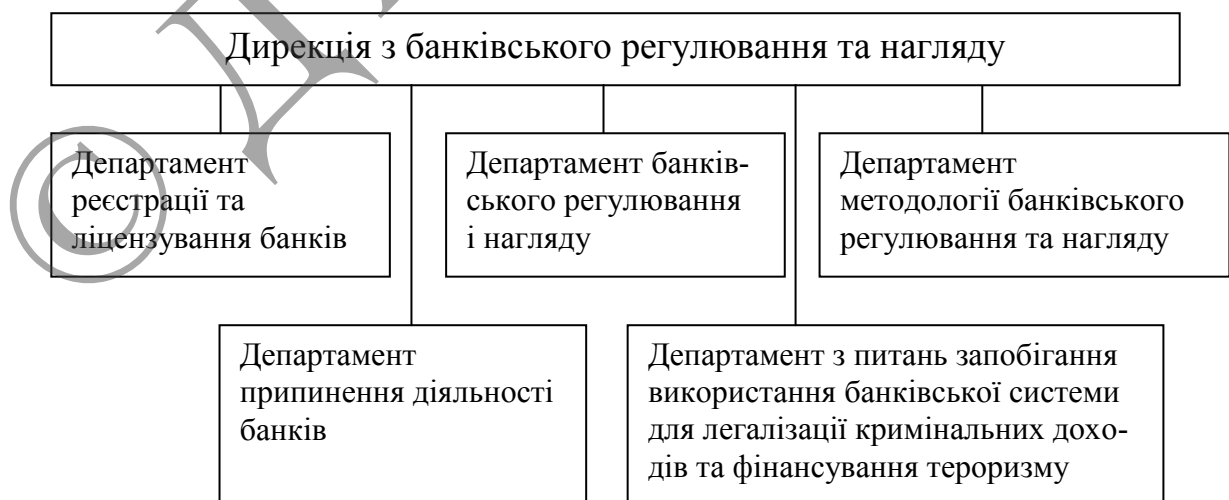 Дирекція з банківського регулювання та нагляду
Департамент
реєстрації та
ліцензування банків
Департамент банків-
ського регулювання
і нагляду
Департамент
методології банківського
регулювання та нагляду
Департамент
припинення діяльності
банків
Департамент з питань запобігання
використання банківської системи
для легалізації кримінальних дохо-
дів та фінансування тероризму